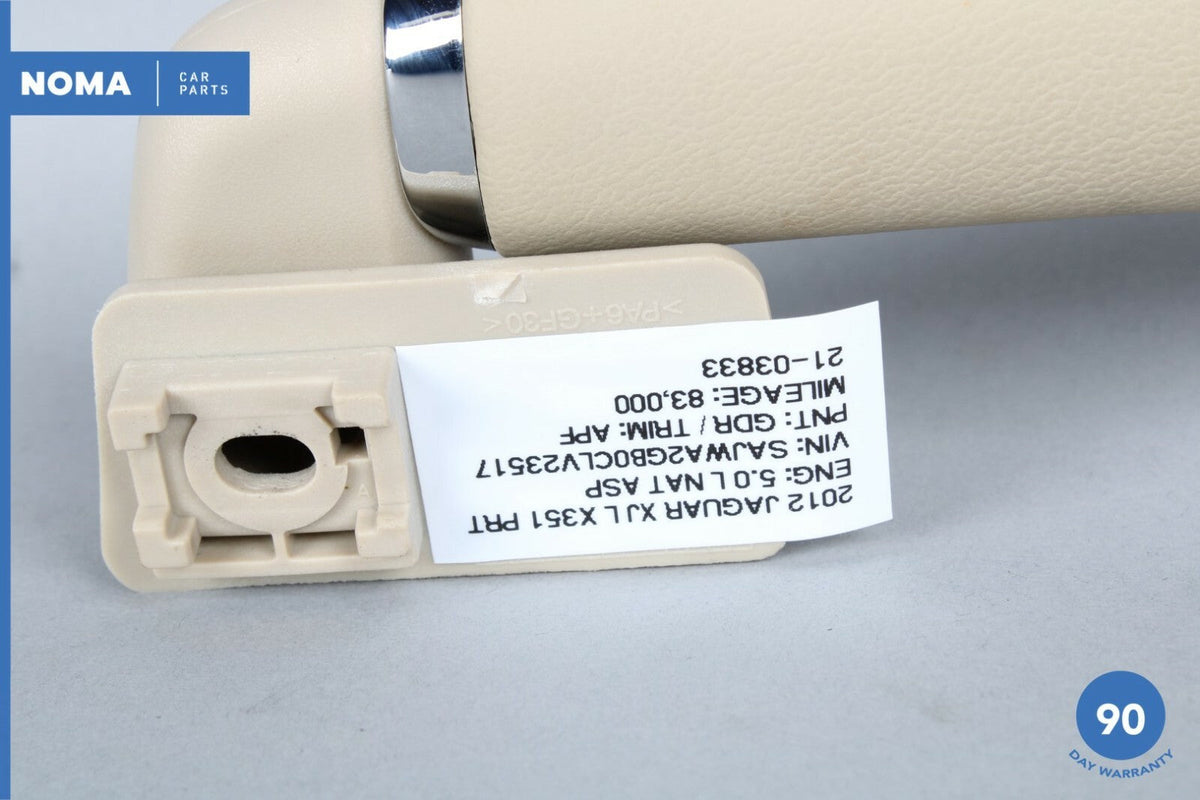 NOMA
CAR
PARTS
>PA6+GF30<
2012 JAGUAR XJ L X351 PRT
ENG: 5.0 L NAT ASP
VIN: SAJWA2GB0CLV23517
PNT: GDR / TRIM: APF
MILEAGE: 83,000
21-03833
A
90
DAY WARRANTY